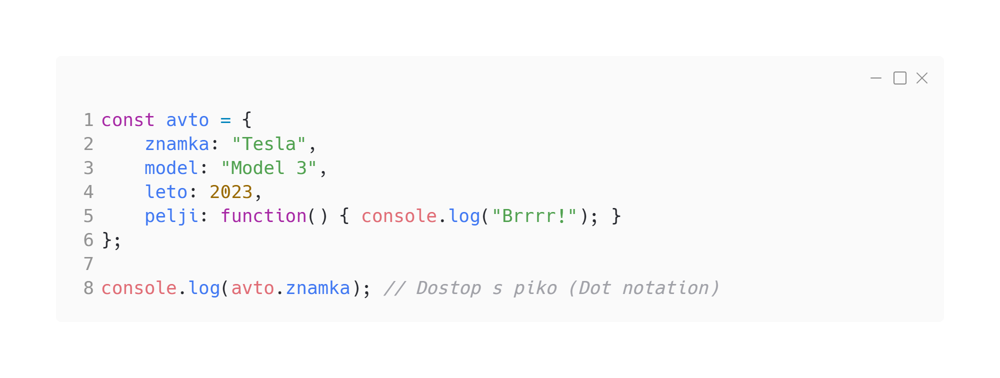 1 const avto = {
2     znamka: "Tesla",
3     model: "Model 3",
4     leto: 2023,
5     pelji: function() { console.log("Brrrr!"); }
6 };
7
8 console.log(avto.znamka); // Dostop s piko (Dot notation)